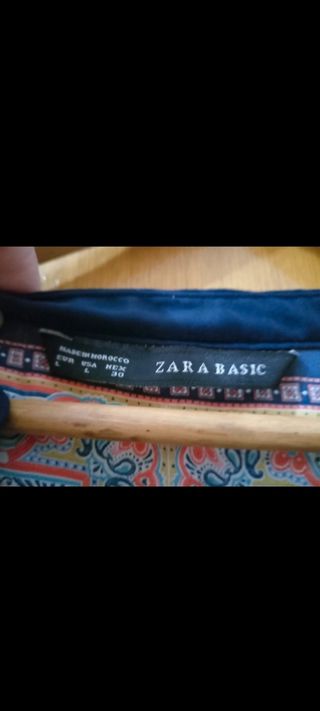 MADE IN MOROCCO
EUR USA MEX
L L 30
ZARA BASIC